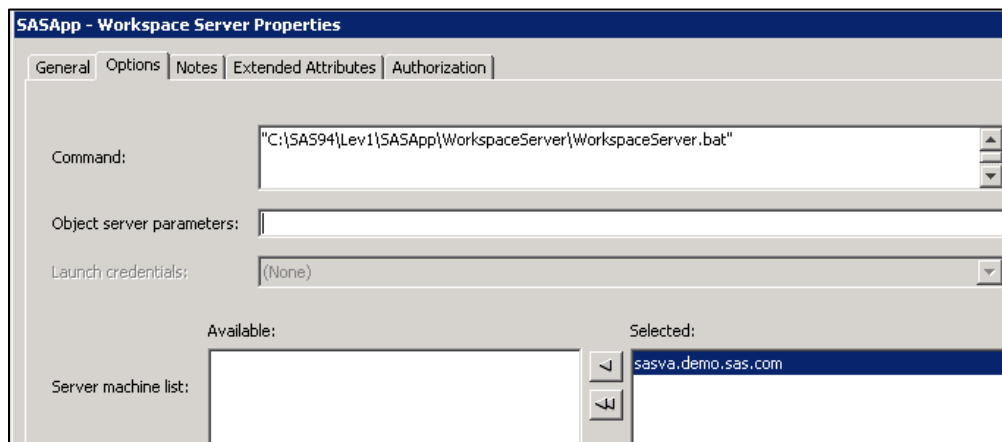 SASApp - Workspace Server Properties
General Options Notes Extended Attributes Authorization
Command: "C:\SAS94\Lev1\SASApp\WorkspaceServer\WorkspaceServer.bat"
Object server parameters:
Launch credentials: (None)
Available: Selected:
Server machine list: sasva.demo.sas.com